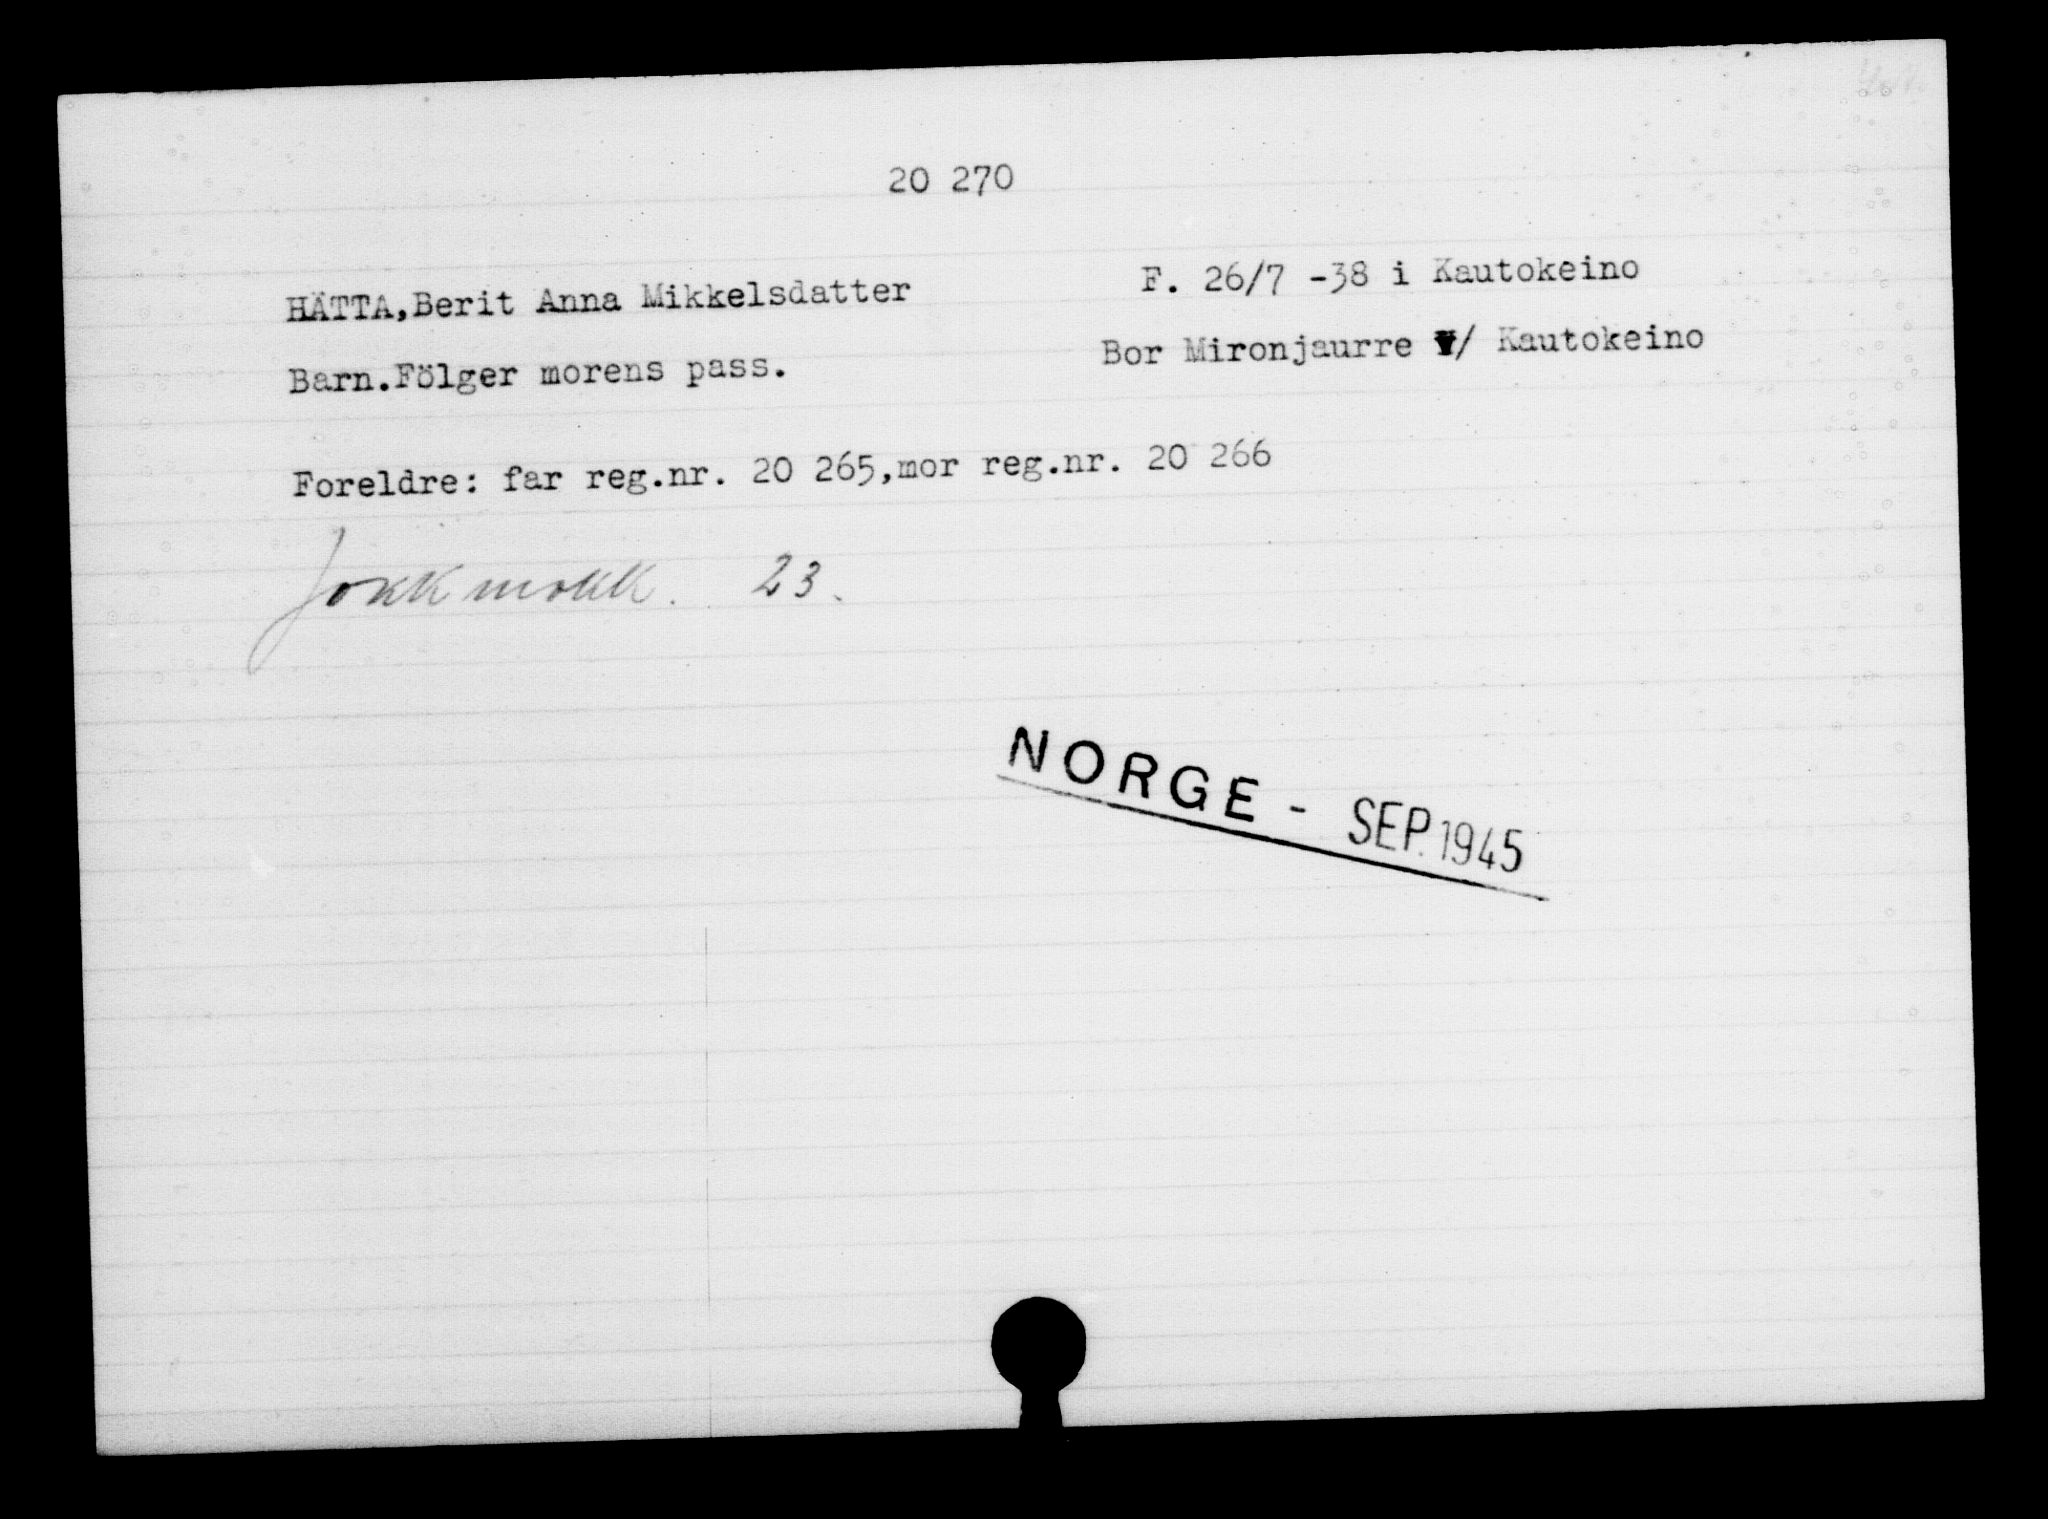 20 270
HÄTTA,Berit Anna Mikkelsdatter F. 26/7 -38 i Kautokeino
Barn.Fölger morens pass. Bor Mironjaurre v/ Kautokeino
Foreldre: far reg.nr. 20 265,mor reg.nr. 20 266
Jokkmokk. 23.
NORGE - SEP. 1945